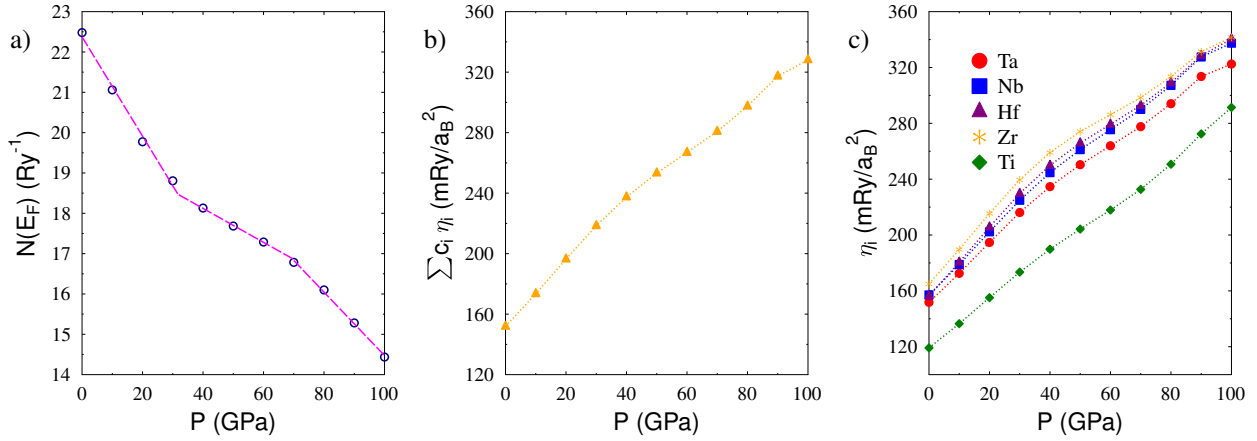 a)
23
22
21
20
19
18
17
16
15
14
N(E_F) (Ry^-1)
0 20 40 60 80 100
P (GPa)
b)
360
320
280
240
200
160
120
∑c_i η_i (mRy/a_B^2)
0 20 40 60 80 100
P (GPa)
c)
360
320
280
240
200
160
120
η_i (mRy/a_B^2)
Ta
Nb
Hf
Zr
Ti
0 20 40 60 80 100
P (GPa)